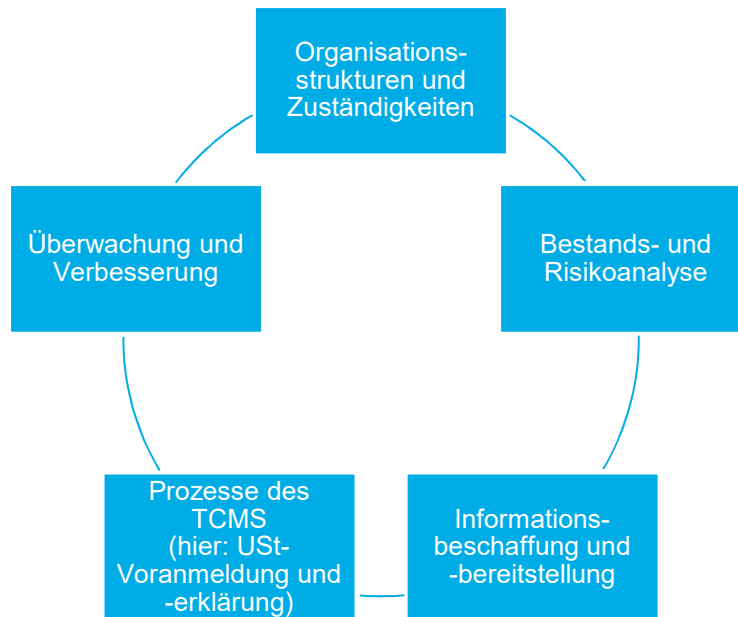 Organisations-
strukturen und
Zuständigkeiten
Überwachung und
Verbesserung
Bestands- und
Risikoanalyse
Prozesse des
TCMS
(hier: USt-
Voranmeldung und
-erklärung)
Informations-
beschaffung und
-bereitstellung